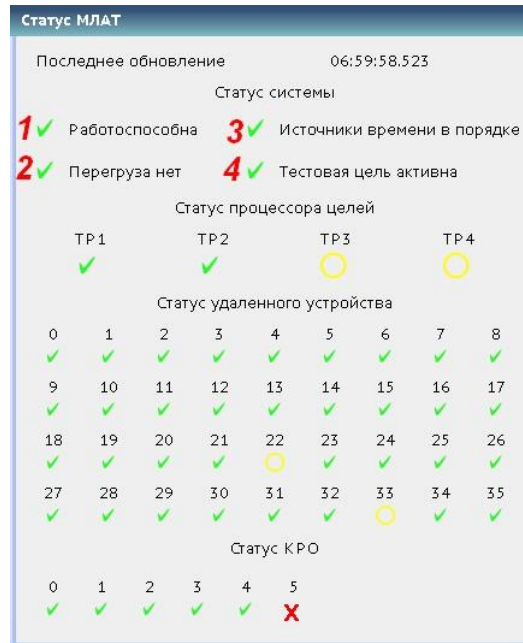 Статус МЛАТ
Последнее обновление 06:59:58.523
Статус системы
1 Работоспособна 3 Источники времени в порядке
2 Перегруза нет 4 Тестовая цель активна
Статус процессора целей
TP1 TP2 TP3 TP4
Статус удаленного устройства
0 1 2 3 4 5 6 7 8
9 10 11 12 13 14 15 16 17
18 19 20 21 22 23 24 25 26
27 28 29 30 31 32 33 34 35
Статус КРО
0 1 2 3 4 5